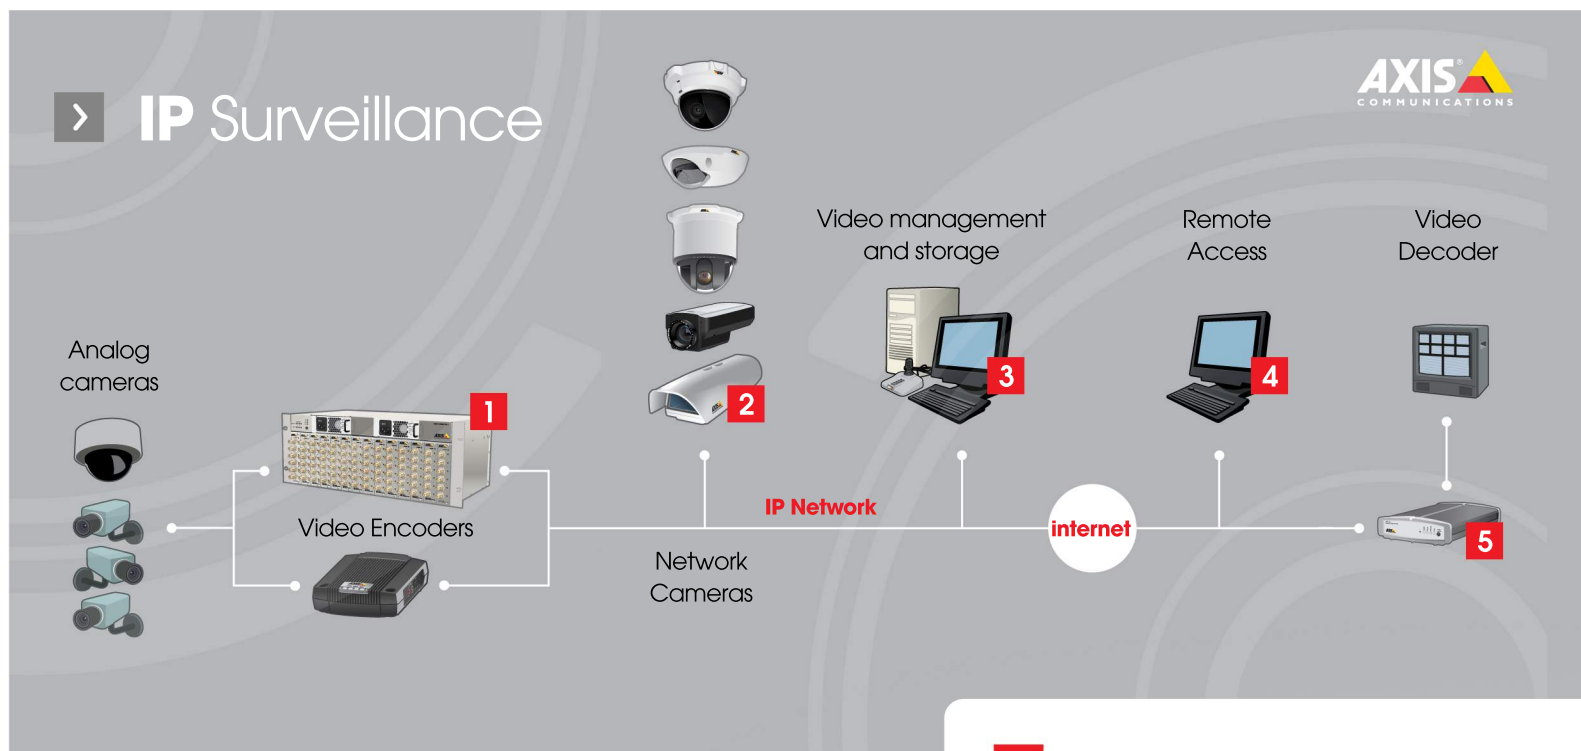 IP Surveillance
AXIS
COMMUNICATIONS
Video management
and storage
Remote
Access
Video
Decoder
Analog
cameras
1
2
3
4
IP Network
internet
Video Encoders
Network
Cameras
5